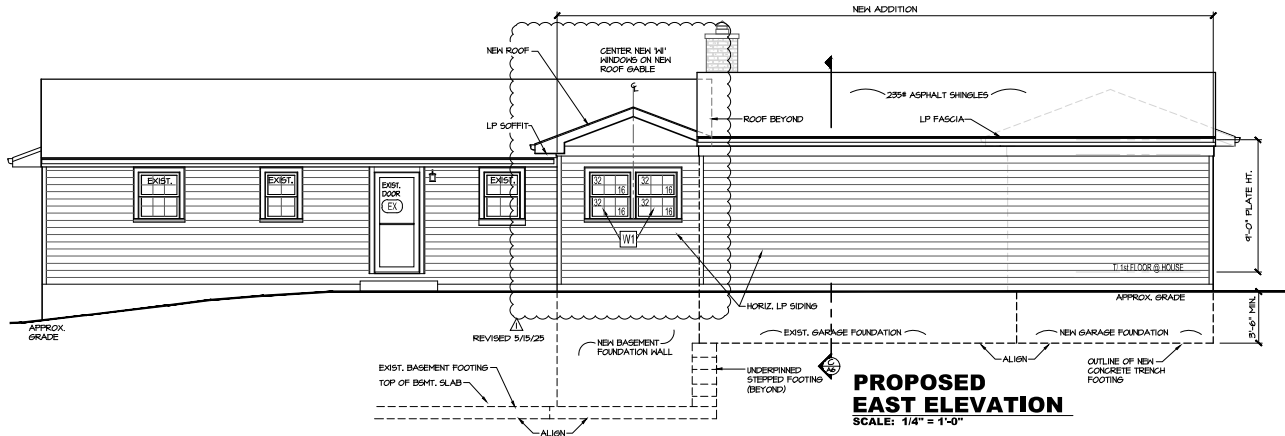 NEW ADDITION
NEW ROOF
CENTER NEW 'W1'
WINDOWS ON NEW
ROOF GABLE
235# ASPHALT SHINGLES
LP SOFFIT
ROOF BEYOND
LP FASCIA
EXIST.
EXIST.
EXIST.
DOOR
EX
EXIST.
32
16
32
16
32
16
32
16
W1
9'-0" PLATE HT.
T/ 1st FLOOR @ HOUSE
HORIZ. LP SIDING
APPROX. GRADE
3'-6" MIN.
APPROX.
GRADE
1
REVISED 5/15/25
NEW BASEMENT
FOUNDATION WALL
EXIST. GARAGE FOUNDATION
NEW GARAGE FOUNDATION
ALIGN
OUTLINE OF NEW
CONCRETE TRENCH
FOOTING
EXIST. BASEMENT FOOTING
TOP OF BSMT. SLAB
UNDERPINNED
STEPPED FOOTING
(BEYOND)
C
A6
ALIGN
PROPOSED
EAST ELEVATION
SCALE: 1/4" = 1'-0"